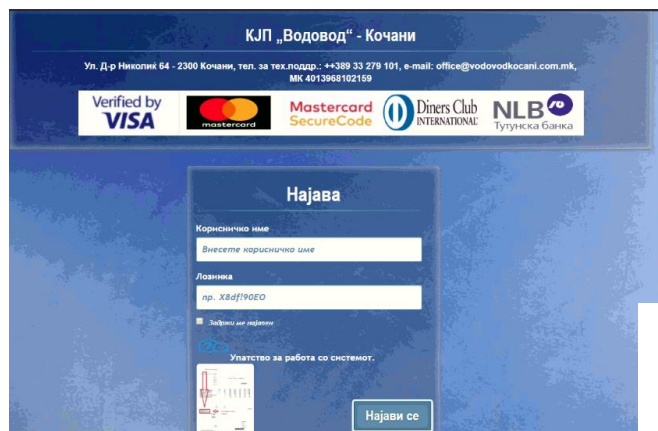 КЈП „Водовод“ - Кочани
Ул. Д-р Николиќ 64 - 2300 Кочани, тел. за тех.поддр.: ++389 33 279 101, e-mail: office@vodovodkocani.com.mk,
МК 4013968102159
Verified by
VISA
mastercard
Mastercard
SecureCode
Diners Club
INTERNATIONAL
NLB
Тутунска банка
Најава
Корисничко име
Внесете корисничко име
Лозинка
пр. X8df!90EO
Задржи ме најавен
Упатство за работа со системот.
Најави се